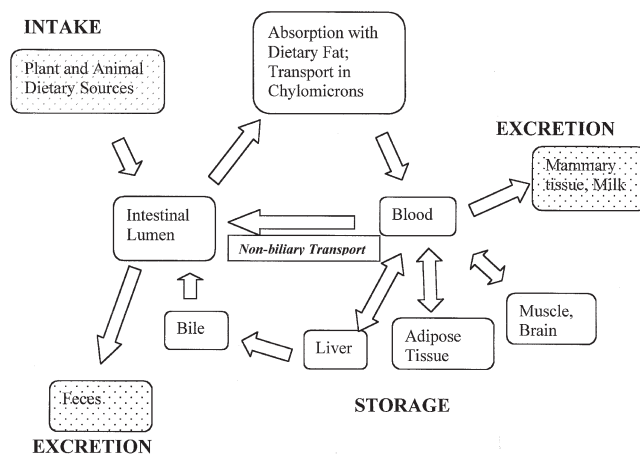 INTAKE
Plant and Animal
Dietary Sources
Absorption with
Dietary Fat;
Transport in
Chylomicrons
EXCRETION
Mammary
tissue, Milk
Intestinal
Lumen
Blood
Non-biliary Transport
Bile
Liver
Adipose
Tissue
Muscle,
Brain
Feces
STORAGE
EXCRETION